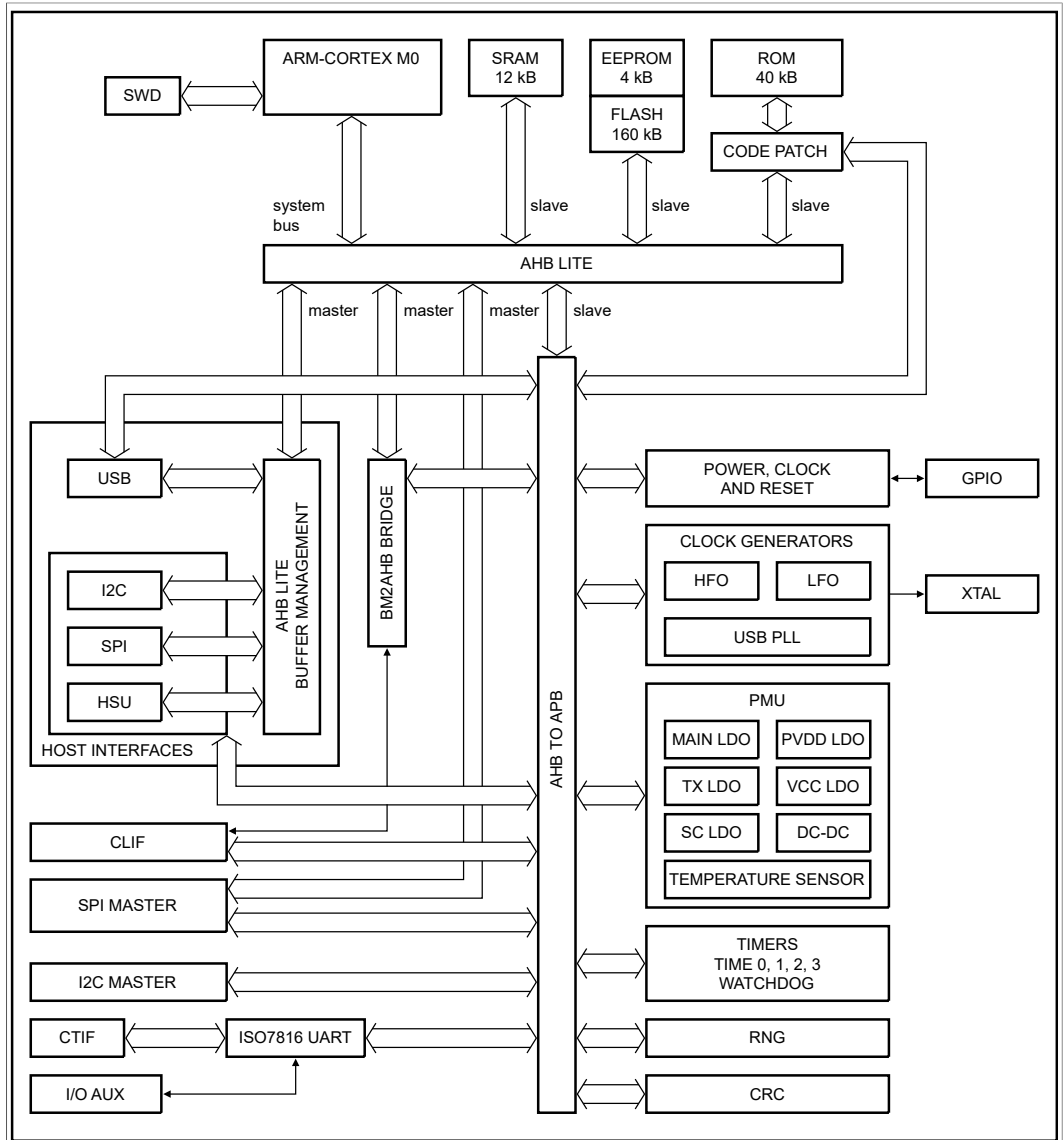 ARM-CORTEX M0
SWD
SRAM
12 kB
EEPROM
4 kB
FLASH
160 kB
ROM
40 kB
CODE PATCH
system
bus
slave
slave
slave
AHB LITE
master
master
master
slave
USB
AHB LITE
BUFFER MANAGEMENT
I2C
SPI
HSU
HOST INTERFACES
BM2AHB BRIDGE
AHB TO APB
CLIF
SPI MASTER
I2C MASTER
CTIF
ISO7816 UART
I/O AUX
POWER, CLOCK
AND RESET
GPIO
CLOCK GENERATORS
HFO
LFO
USB PLL
XTAL
PMU
MAIN LDO
PVDD LDO
TX LDO
VCC LDO
SC LDO
DC-DC
TEMPERATURE SENSOR
TIMERS
TIME 0, 1, 2, 3
WATCHDOG
RNG
CRC